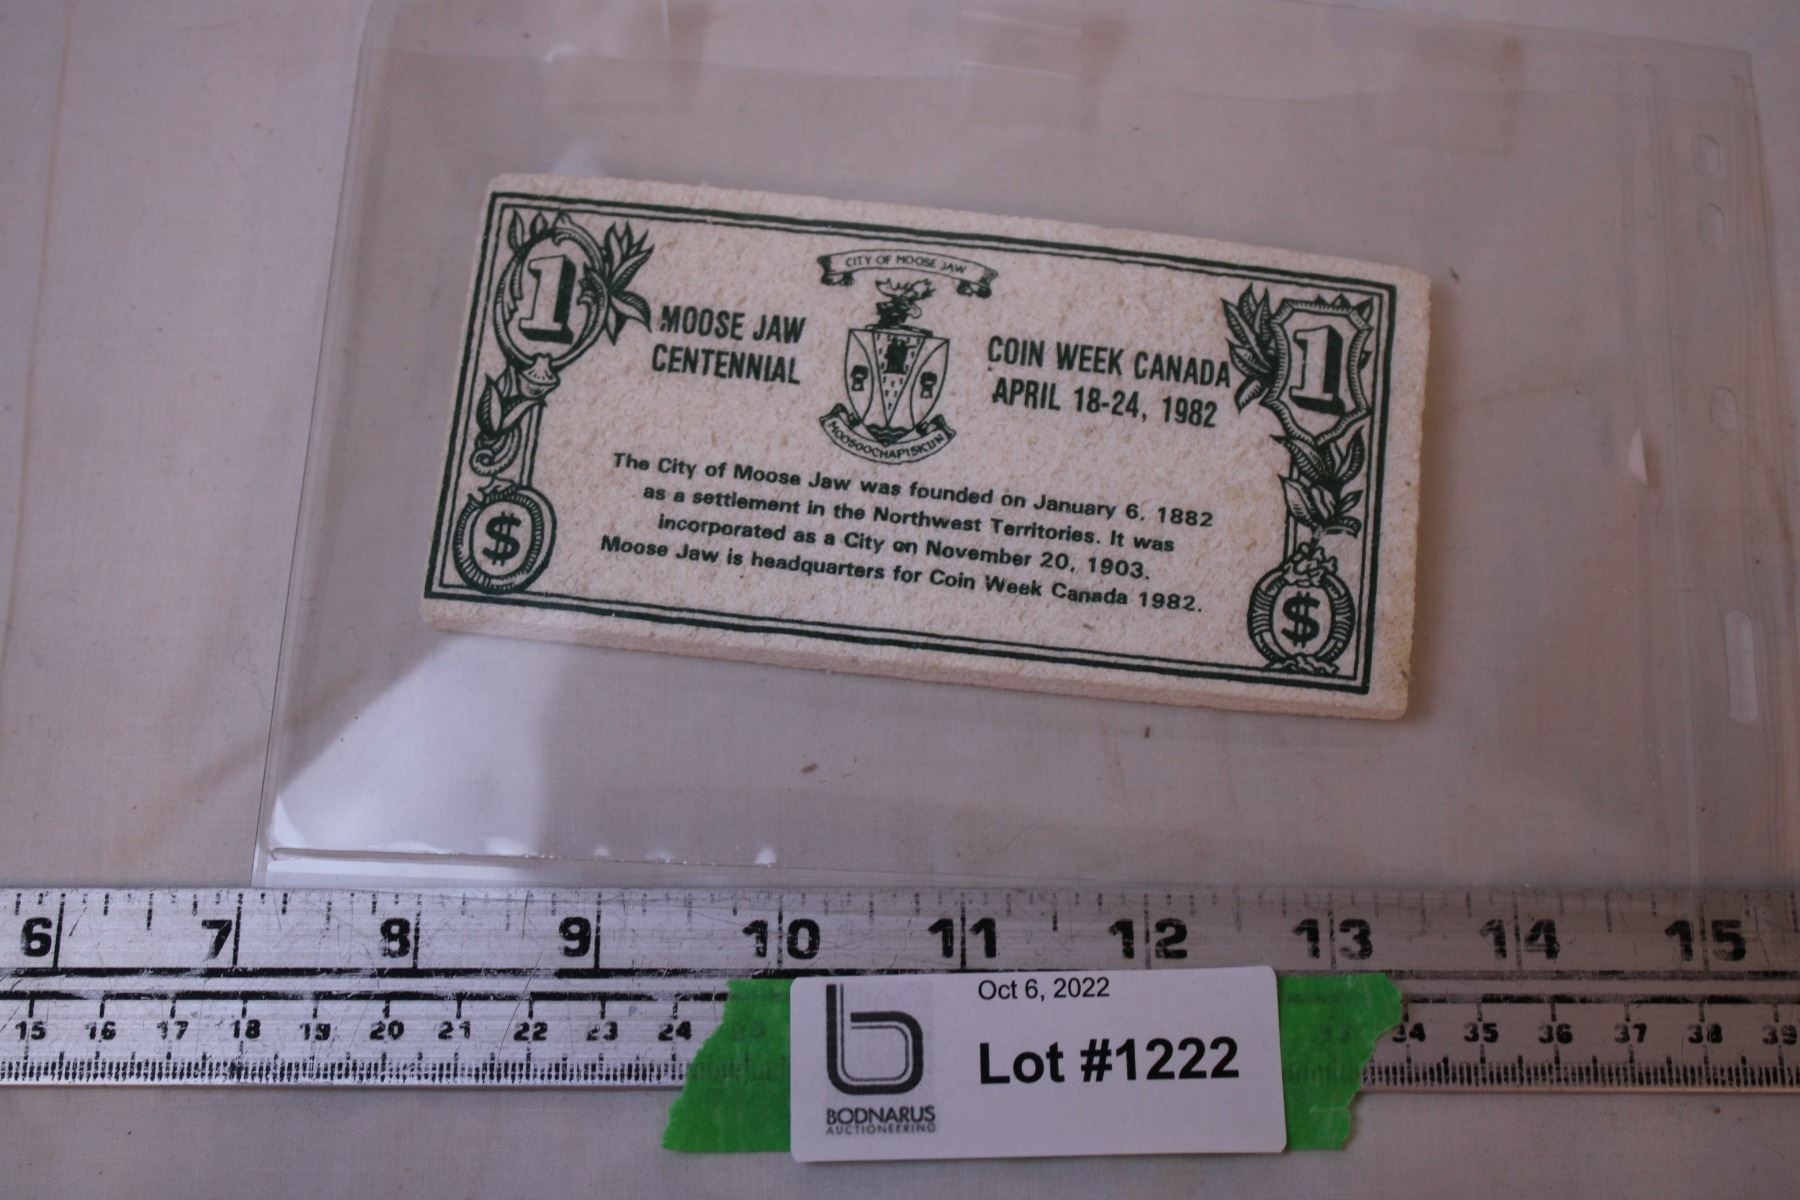 CITY OF MOOSE JAW
1
1
MOOSE JAW
CENTENNIAL
COIN WEEK CANADA
APRIL 18-24, 1982
MOOSOOCHAPISKUN
The City of Moose Jaw was founded on January 6, 1882
as a settlement in the Northwest Territories. It was
incorporated as a City on November 20, 1903.
Moose Jaw is headquarters for Coin Week Canada 1982.
$
$
6 7 8 9 10 11 12 13 14 15
15 16 17 18 19 20 21 22 23 24 34 35 36 37 38 39
Oct 6, 2022
Lot #1222
b
BODNARUS
AUCTIONEERING